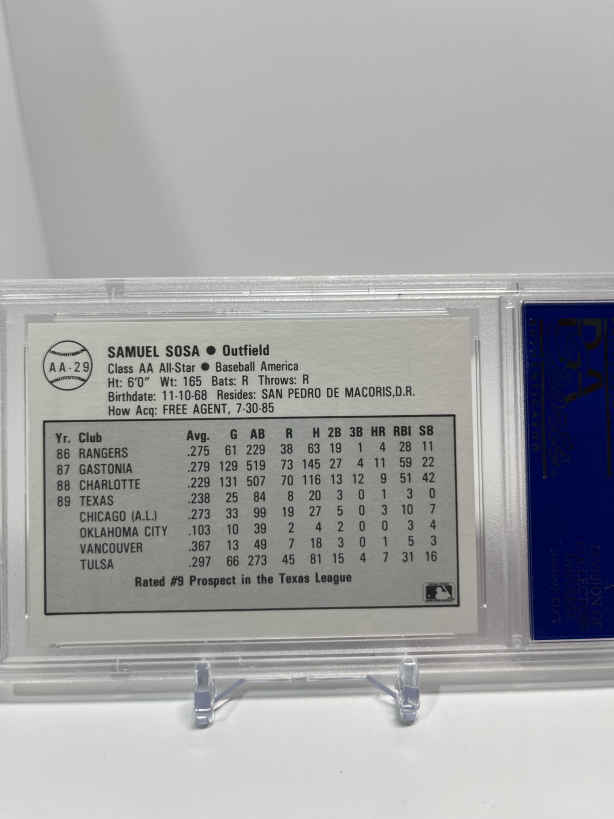 AA-29
SAMUEL SOSA ● Outfield
Class AA All-Star ● Baseball America
Ht: 6'0" Wt: 165 Bats: R Throws: R
Birthdate: 11-10-68 Resides: SAN PEDRO DE MACORIS,D.R.
How Acq: FREE AGENT, 7-30-85
Yr. Club Avg. G AB R H 2B 3B HR RBI SB
86 RANGERS .275 61 229 38 63 19 1 4 28 11
87 GASTONIA .279 129 519 73 145 27 4 11 59 22
88 CHARLOTTE .229 131 507 70 116 13 12 9 51 42
89 TEXAS .238 25 84 8 20 3 0 1 3 0
CHICAGO (A.L.) .273 33 99 19 27 5 0 3 10 7
OKLAHOMA CITY .103 10 39 2 4 2 0 0 3 4
VANCOUVER .367 13 49 7 18 3 0 1 5 3
TULSA .297 66 273 45 81 15 4 7 31 16
Rated #9 Prospect in the Texas League